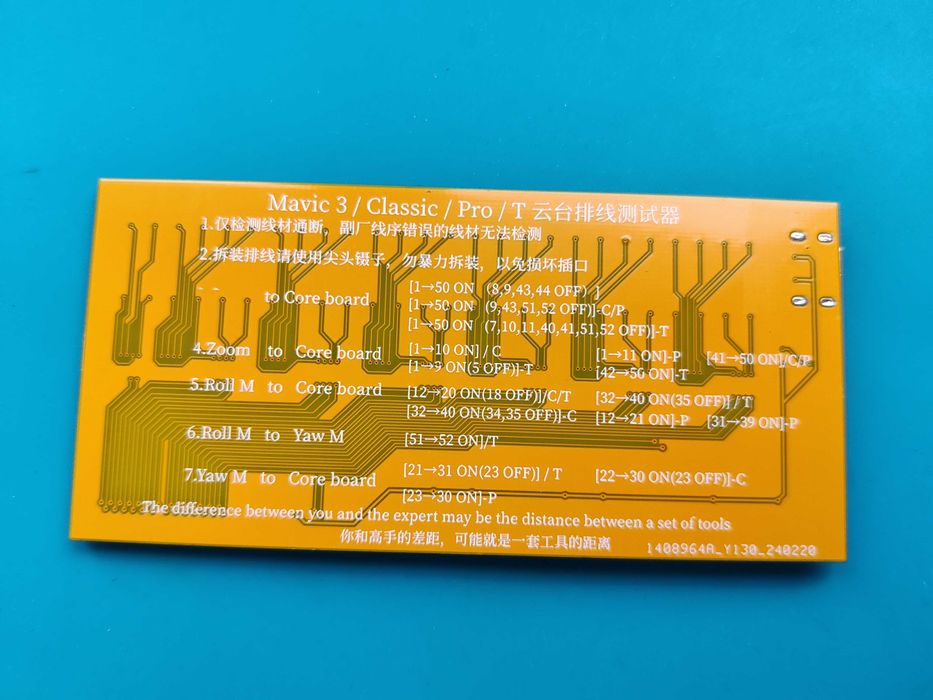 Mavic 3 / Classic / Pro / T 云台排线测试器
1.仅检测线材通断，副厂线序错误的线材无法检测
2.拆装排线请使用尖头镊子，勿暴力拆装，以免损坏插口
to Core board [1→50 ON (8,9,43,44 OFF) ]
[1→50 ON (9,43,51,52 OFF)]-C/P
[1→50 ON (7,10,11,40,41,51,52 OFF)]-T
4.Zoom to Core board [1→10 ON] / C [1→11 ON]-P [41→50 ON]/C/P
[1→9 ON(5 OFF)]-T [42→50 ON]-T
5.Roll M to Core board [12→20 ON(18 OFF)]/C/T [32→40 ON(35 OFF)] / T
[32→40 ON(34,35 OFF)]-C [12→21 ON]-P [31→39 ON]-P
6.Roll M to Yaw M [51→52 ON]/T
7.Yaw M to Core board [21→31 ON(23 OFF)] / T [22→30 ON(23 OFF)]-C
[23→30 ON]-P
The difference between you and the expert may be the distance between a set of tools
你和高手的差距，可能就是一套工具的距离
1408964A_Y130_240220